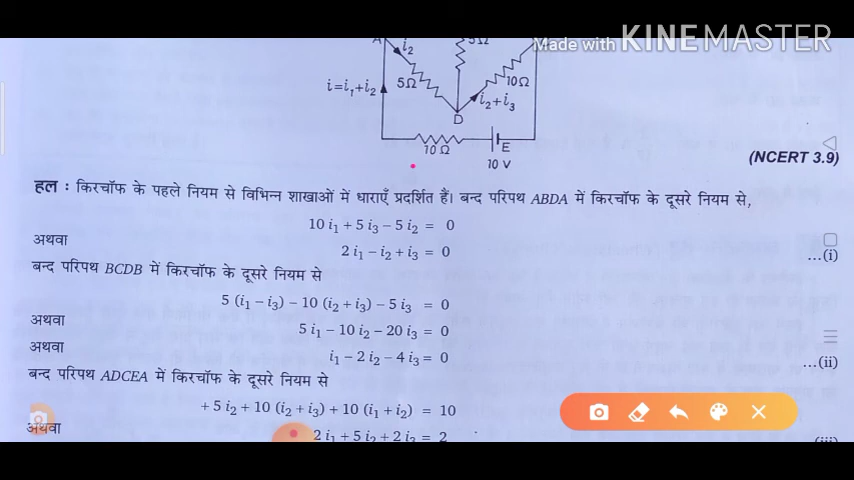 Made with KINEMASTER
A
i₂
5Ω
5Ω
10Ω
i=i₁+i₂
i₂+i₃
D
10 Ω
E
10 V
(NCERT 3.9)
हल : किरचॉफ के पहले नियम से विभिन्न शाखाओं में धाराएँ प्रदर्शित हैं। बन्द परिपथ ABDA में किरचॉफ के दूसरे नियम से,
10 i₁ + 5 i₃ − 5 i₂ = 0
अथवा 2 i₁ − i₂ + i₃ = 0 ...(i)
बन्द परिपथ BCDB में किरचॉफ के दूसरे नियम से
5 (i₁ − i₃) − 10 (i₂ + i₃) − 5 i₃ = 0
अथवा 5 i₁ − 10 i₂ − 20 i₃ = 0
अथवा i₁ − 2 i₂ − 4 i₃ = 0 ...(ii)
बन्द परिपथ ADCEA में किरचॉफ के दूसरे नियम से
+ 5 i₂ + 10 (i₂ + i₃) + 10 (i₁ + i₂) = 10
अथवा 2 i₁ + 5 i₂ + 2 i₃ = 2